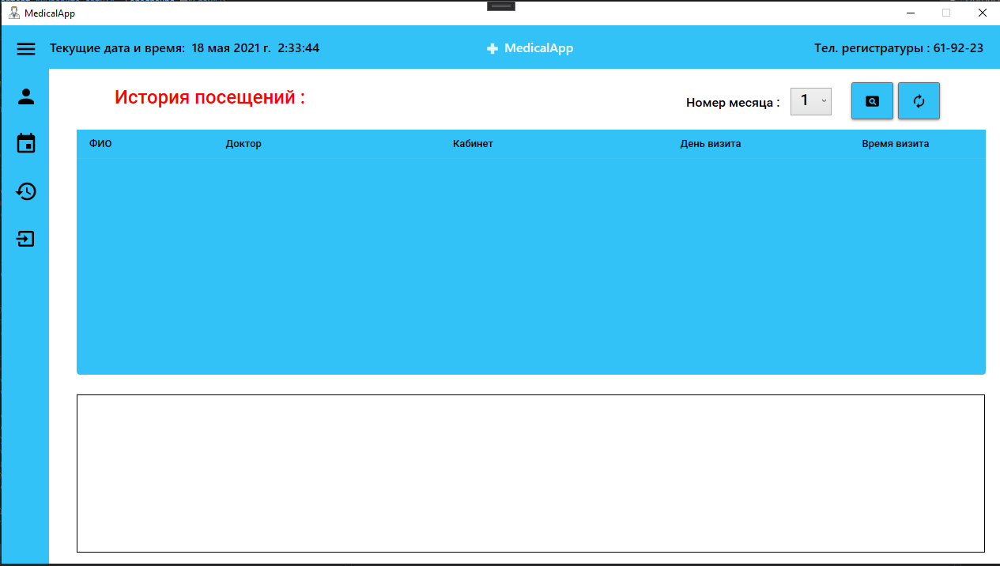 MedicalApp
Текущие дата и время: 18 мая 2021 г. 2:33:44
MedicalApp
Тел. регистратуры : 61-92-23
История посещений :
Номер месяца :
1
ФИО
Доктор
Кабинет
День визита
Время визита